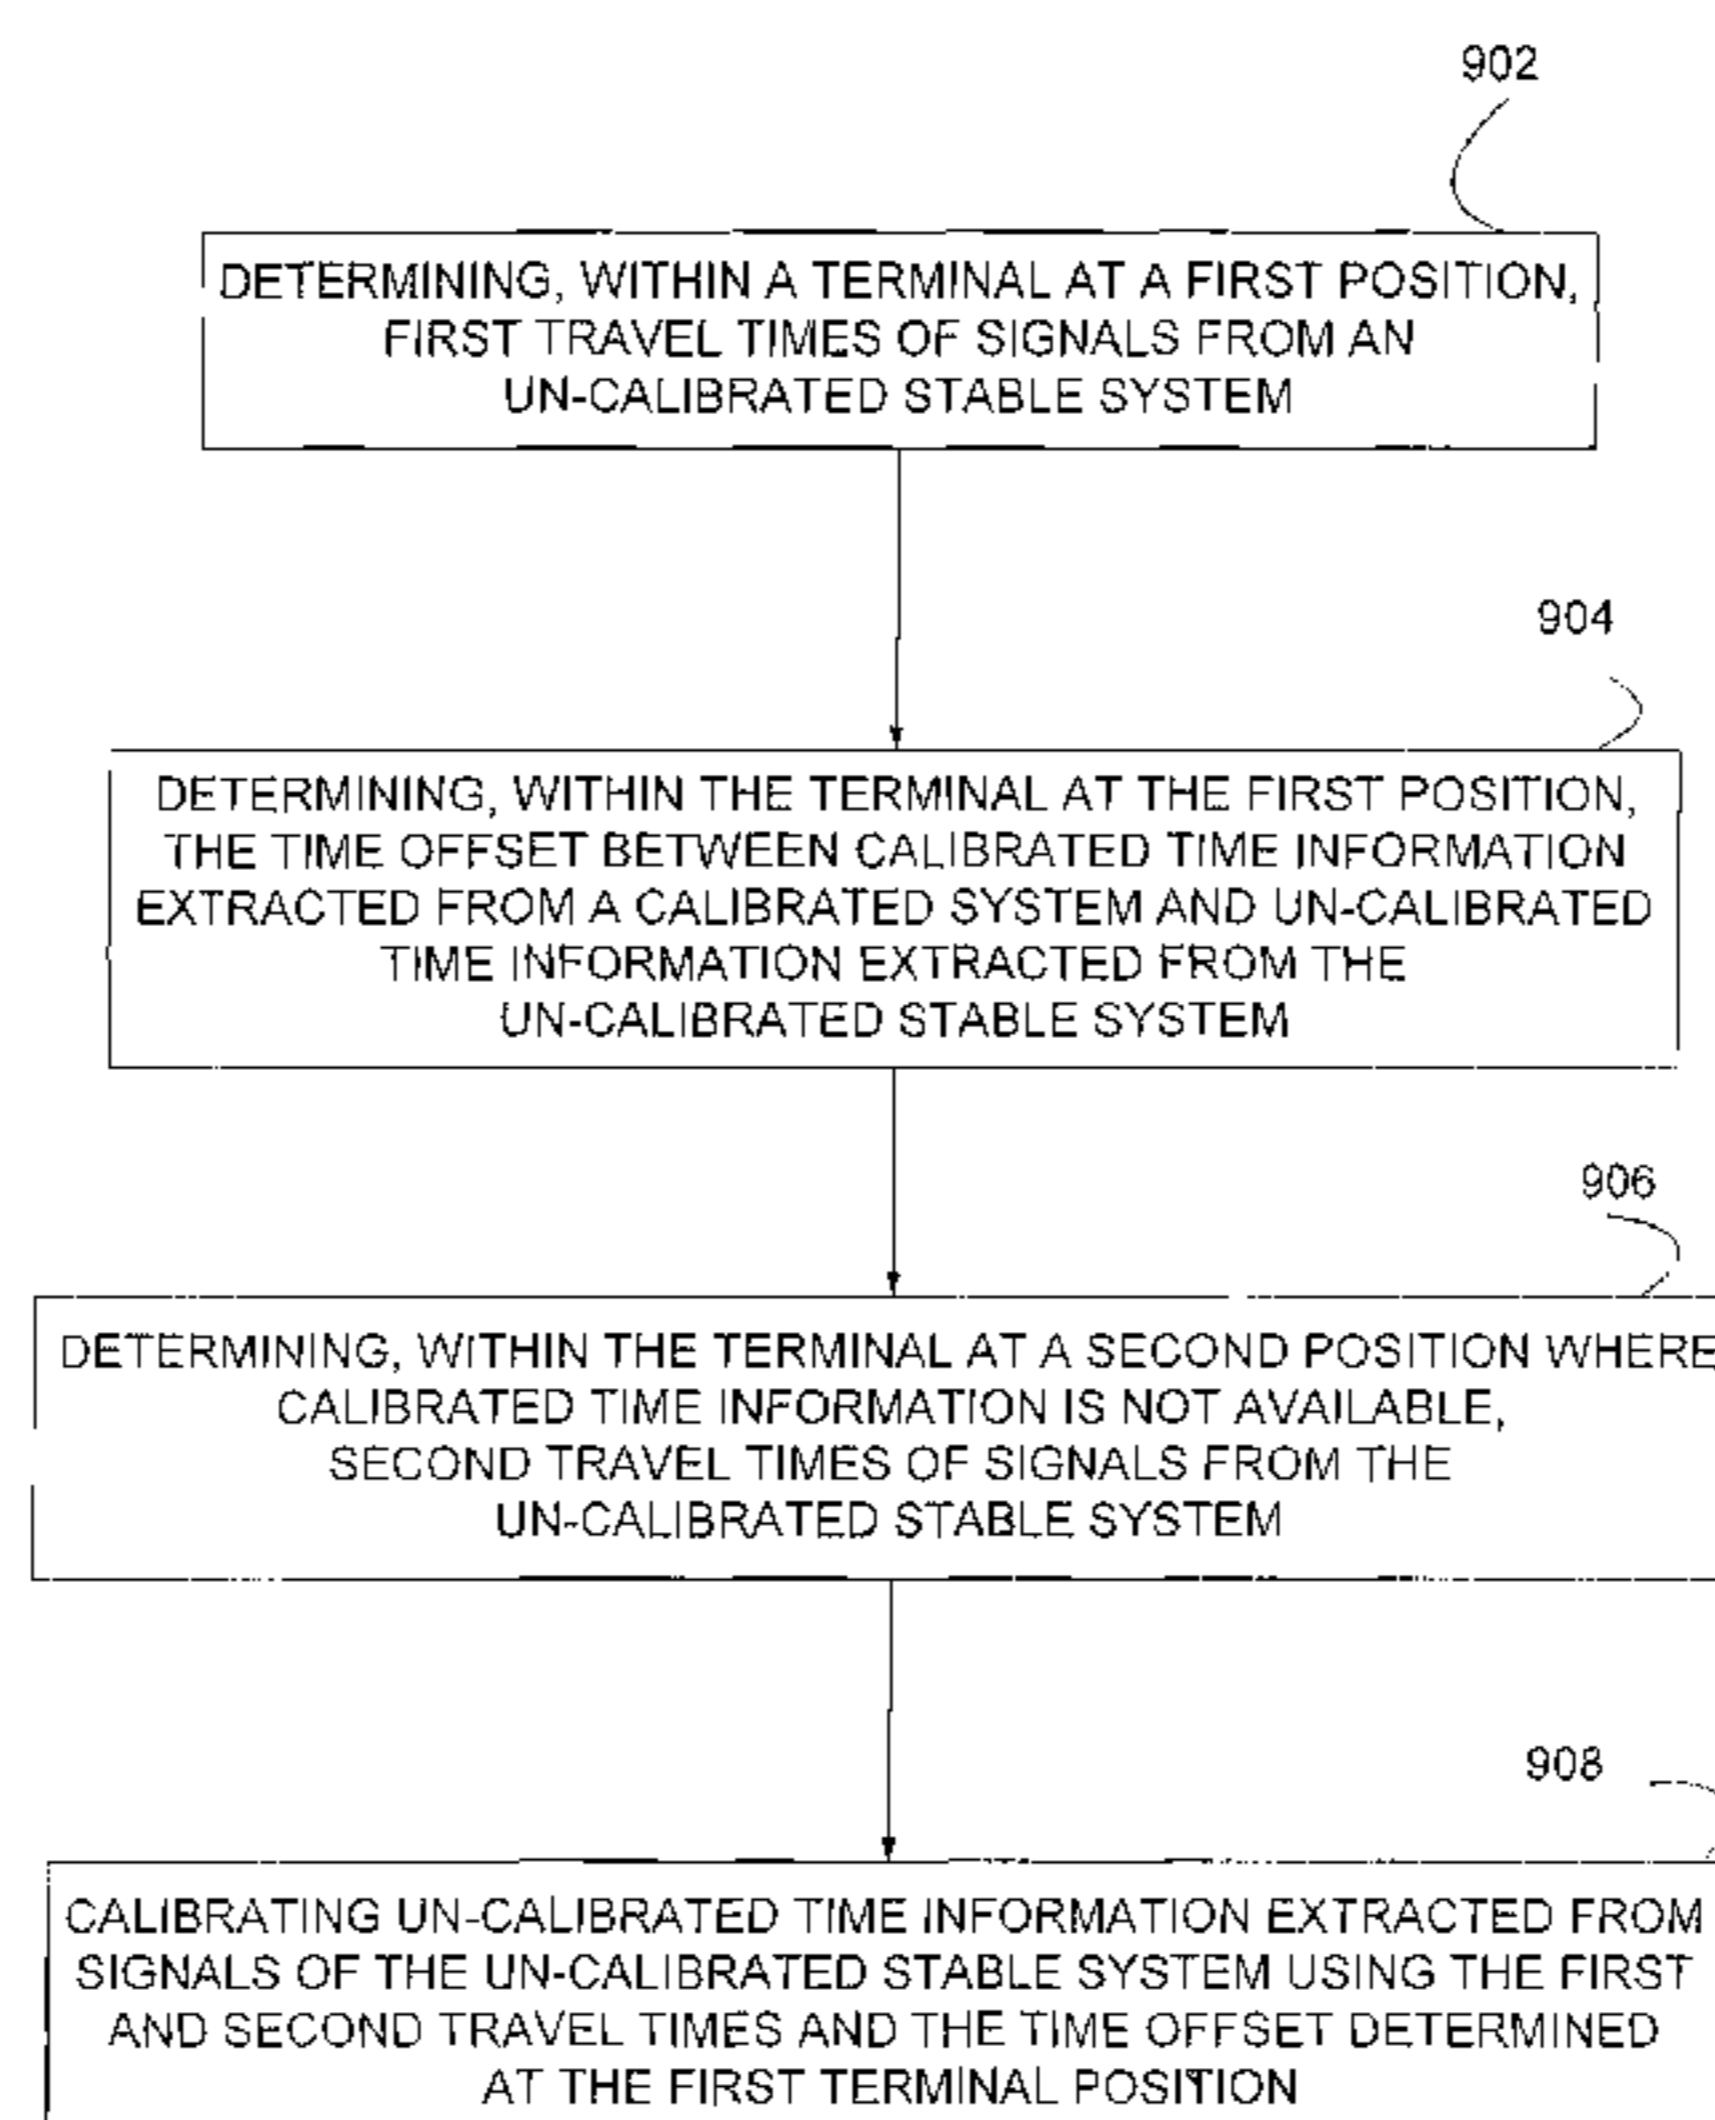 902
DETERMINING, WITHIN A TERMINAL AT A FIRST POSITION,
FIRST TRAVEL TIMES OF SIGNALS FROM AN
UN-CALIBRATED STABLE SYSTEM
904
DETERMINING, WITHIN THE TERMINAL AT THE FIRST POSITION,
THE TIME OFFSET BETWEEN CALIBRATED TIME INFORMATION
EXTRACTED FROM A CALIBRATED SYSTEM AND UN-CALIBRATED
TIME INFORMATION EXTRACTED FROM THE
UN-CALIBRATED STABLE SYSTEM
906
DETERMINING, WITHIN THE TERMINAL AT A SECOND POSITION WHERE
CALIBRATED TIME INFORMATION IS NOT AVAILABLE,
SECOND TRAVEL TIMES OF SIGNALS FROM THE
UN-CALIBRATED STABLE SYSTEM
908
CALIBRATING UN-CALIBRATED TIME INFORMATION EXTRACTED FROM
SIGNALS OF THE UN-CALIBRATED STABLE SYSTEM USING THE FIRST
AND SECOND TRAVEL TIMES AND THE TIME OFFSET DETERMINED
AT THE FIRST TERMINAL POSITION